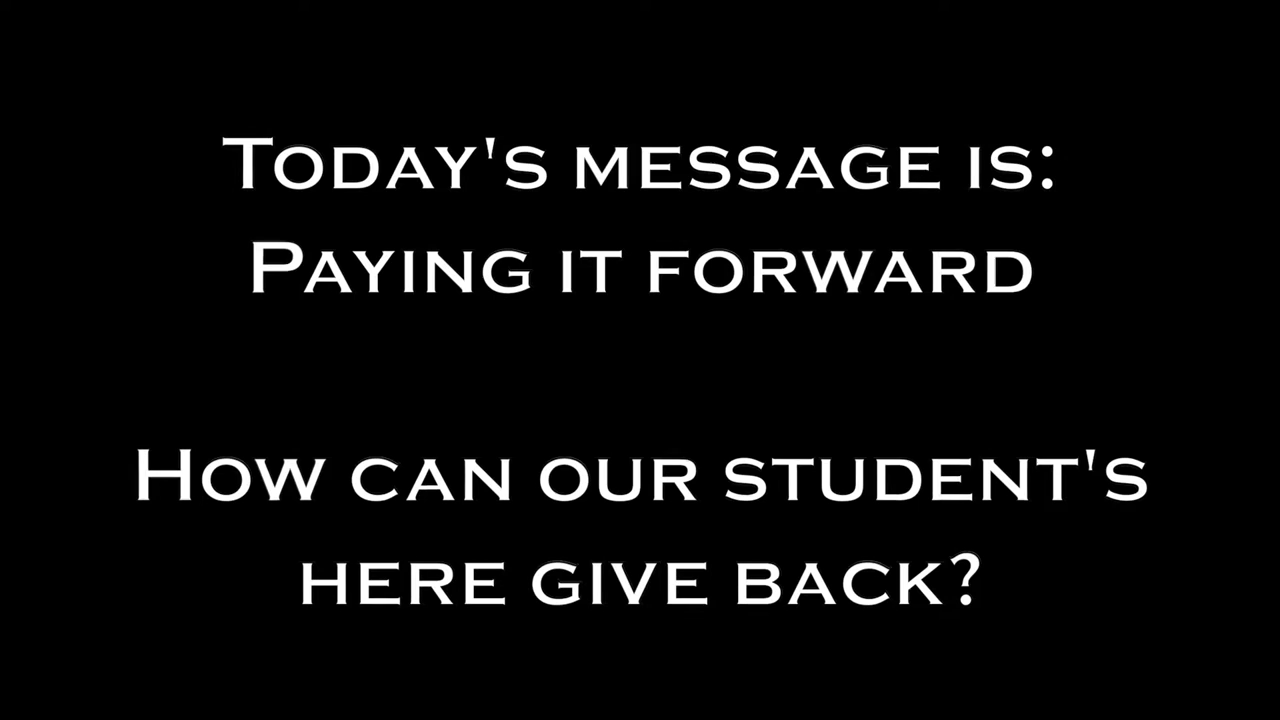 Today's message is:
Paying it forward
How can our student's
here give back?